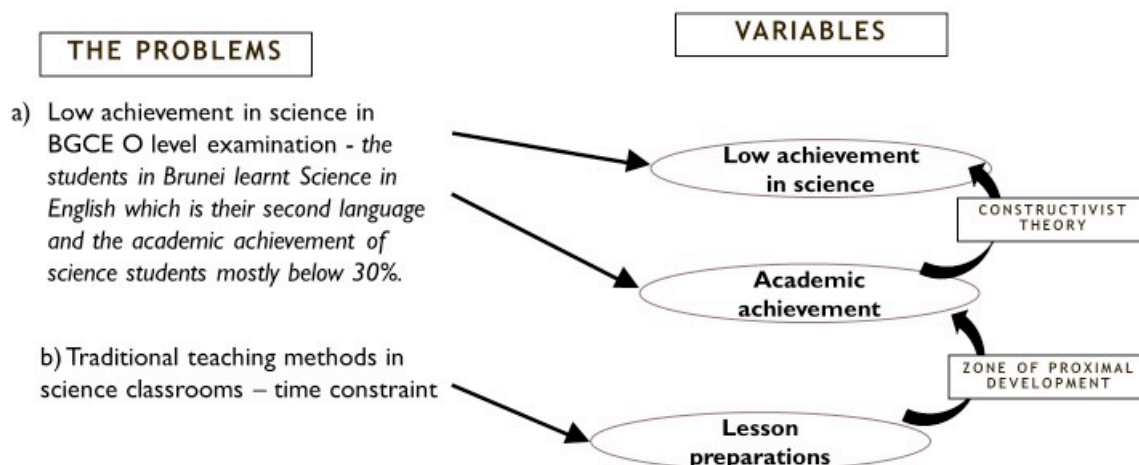 THE PROBLEMS
a) Low achievement in science in
BGCE O level examination - the
students in Brunei learnt Science in
English which is their second language
and the academic achievement of
science students mostly below 30%.
b) Traditional teaching methods in
science classrooms – time constraint
VARIABLES
Low achievement
in science
CONSTRUCTIVIST
THEORY
Academic
achievement
ZONE OF PROXIMAL
DEVELOPMENT
Lesson
preparations